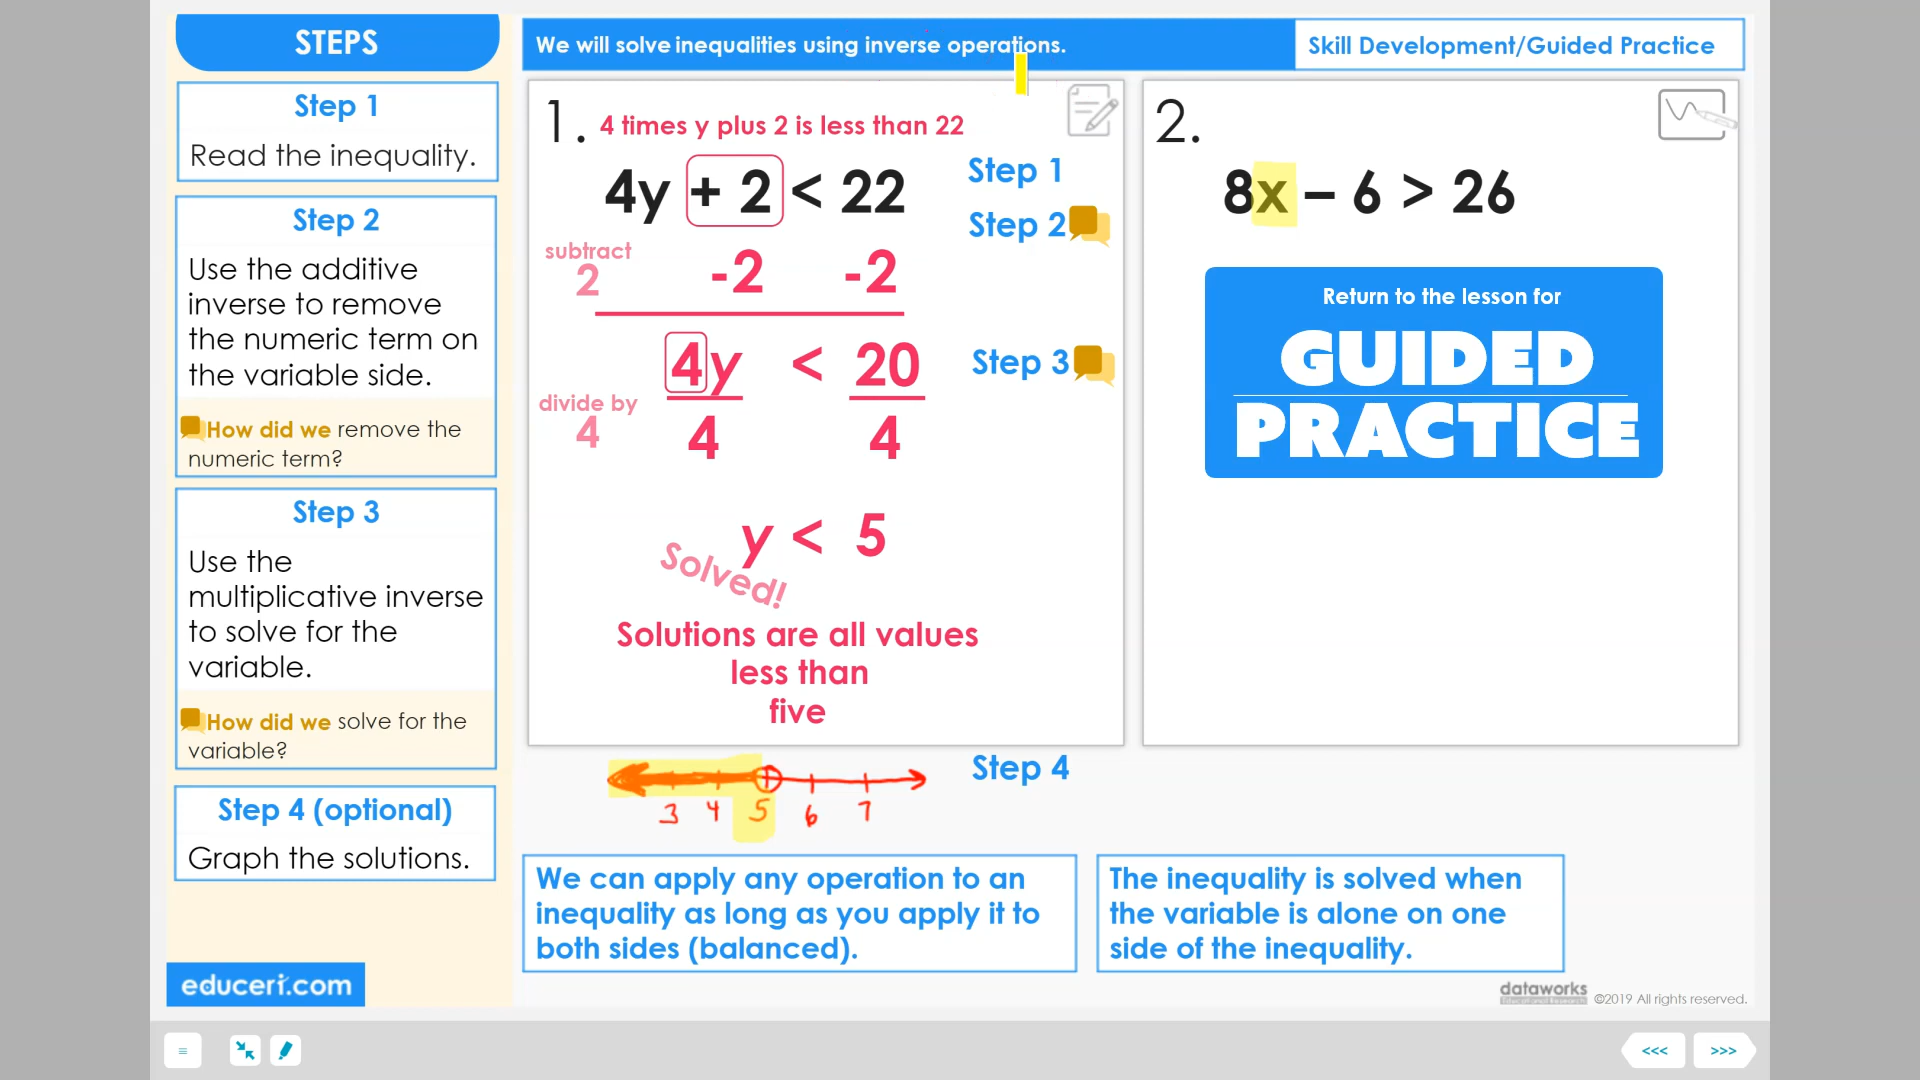 STEPS
Step 1
Read the inequality.
Step 2
Use the additive
inverse to remove
the numeric term on
the variable side.
How did we remove the
numeric term?
Step 3
Use the
multiplicative inverse
to solve for the
variable.
How did we solve for the
variable?
Step 4 (optional)
Graph the solutions.
educeri.com
We will solve inequalities using inverse operations.
Skill Development/Guided Practice
1. 4 times y plus 2 is less than 22
4y + 2 < 22
Step 1
Step 2
subtract
2
-2 -2
4y < 20
Step 3
divide by
4
4 4
y < 5
Solved!
Solutions are all values
less than
five
Step 4
3 4 5 6 7
2.
8x – 6 > 26
Return to the lesson for
GUIDED
PRACTICE
We can apply any operation to an
inequality as long as you apply it to
both sides (balanced).
The inequality is solved when
the variable is alone on one
side of the inequality.
dataworks
Educational Research
©2019 All rights reserved.
<<< >>>